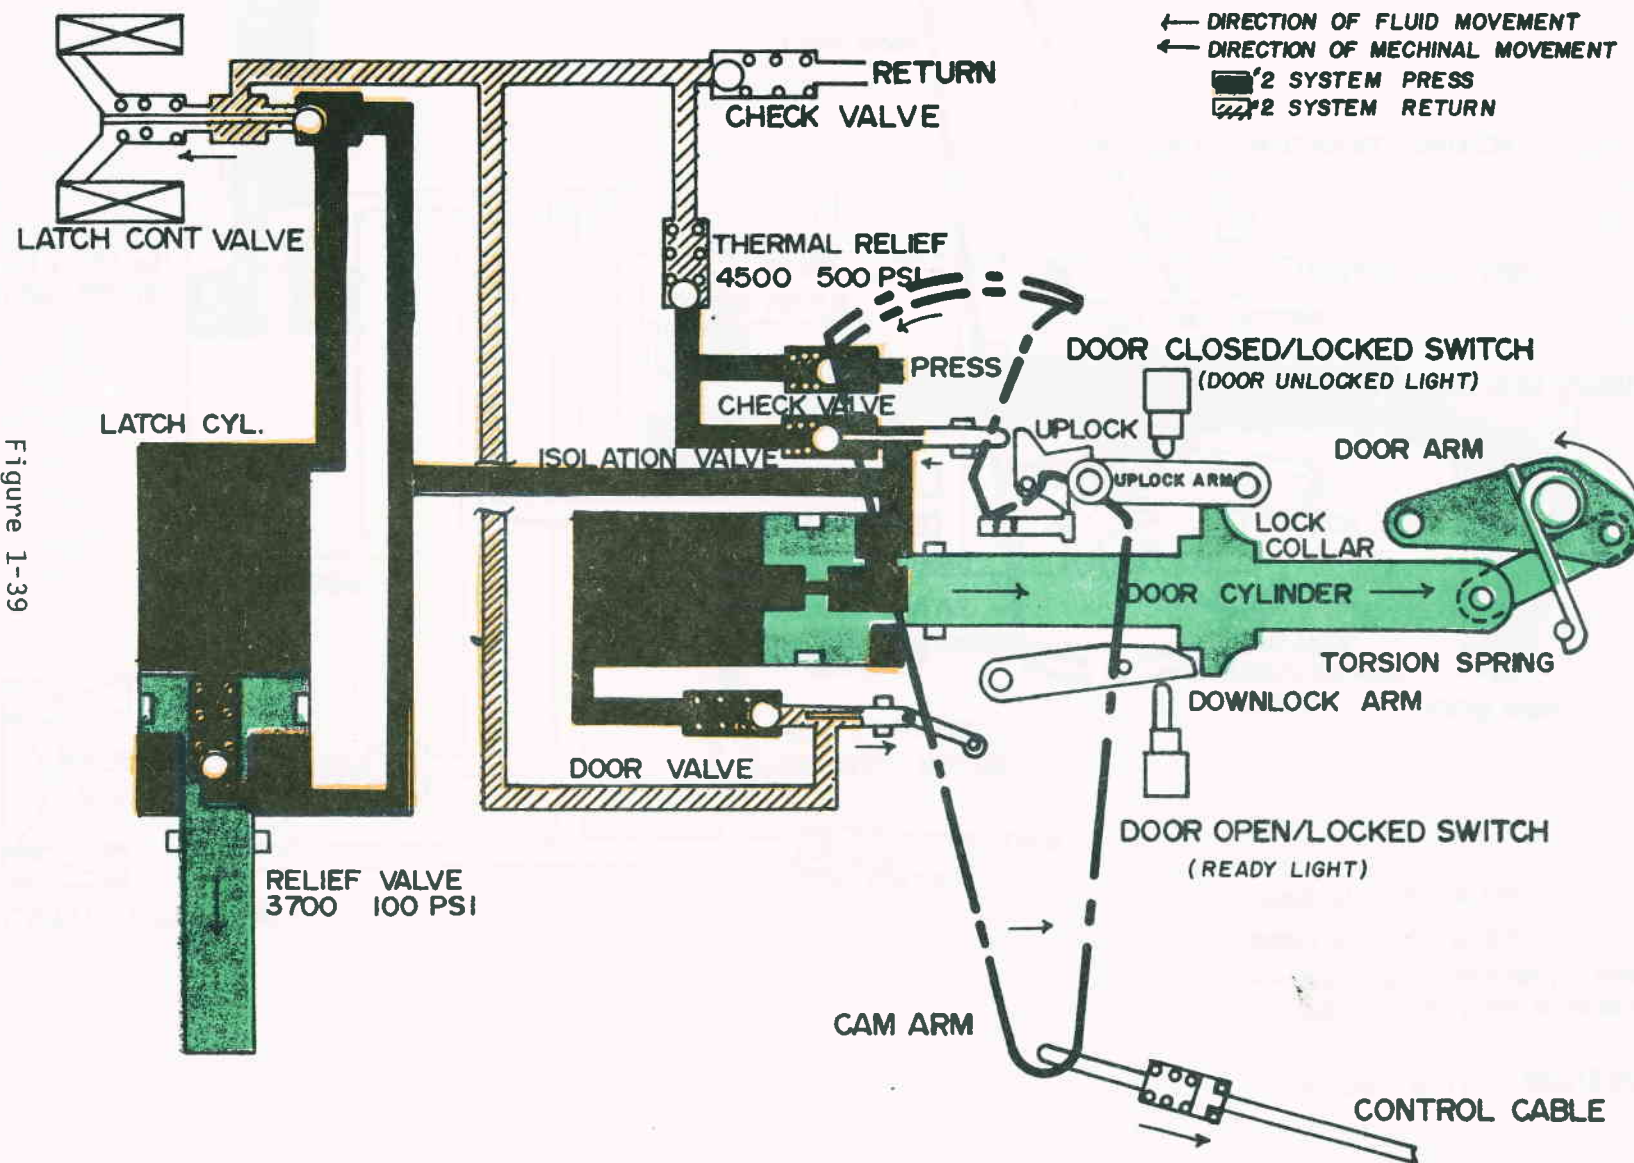 ← DIRECTION OF FLUID MOVEMENT
← DIRECTION OF MECHINAL MOVEMENT
#2 SYSTEM PRESS
#2 SYSTEM RETURN
RETURN
CHECK VALVE
LATCH CONT VALVE
THERMAL RELIEF
4500 500 PSI
PRESS
CHECK VALVE
DOOR CLOSED/LOCKED SWITCH
(DOOR UNLOCKED LIGHT)
LATCH CYL.
ISOLATION VALVE
UPLOCK
UPLOCK ARM
DOOR ARM
LOCK
COLLAR
DOOR CYLINDER
TORSION SPRING
DOWNLOCK ARM
DOOR VALVE
DOOR OPEN/LOCKED SWITCH
(READY LIGHT)
RELIEF VALVE
3700 100 PSI
CAM ARM
CONTROL CABLE
Figure 1-39